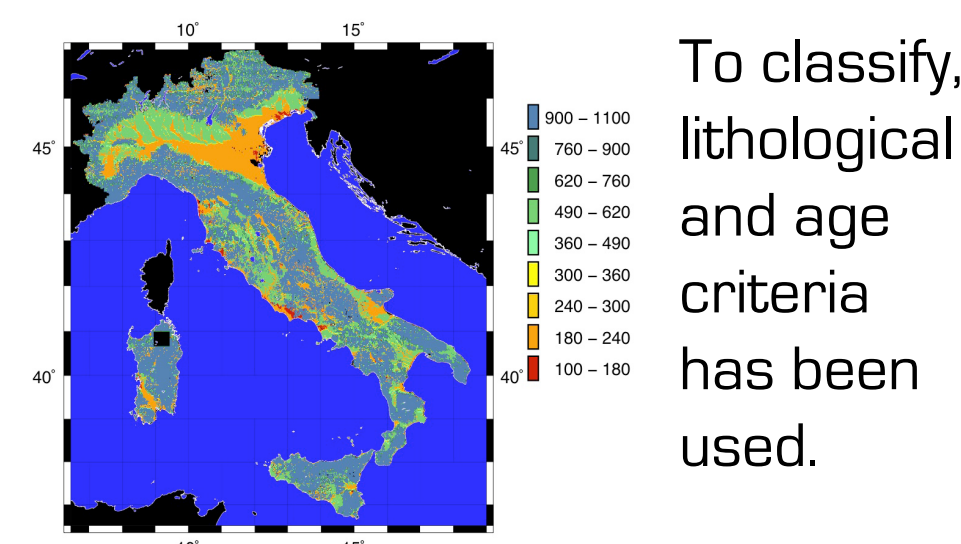 10° 15°
To classify,
lithological
and age
criteria
has been
used.
900 – 1100
45° 45°
760 – 900
620 – 760
490 – 620
360 – 490
300 – 360
240 – 300
180 – 240
100 – 180
40° 40°